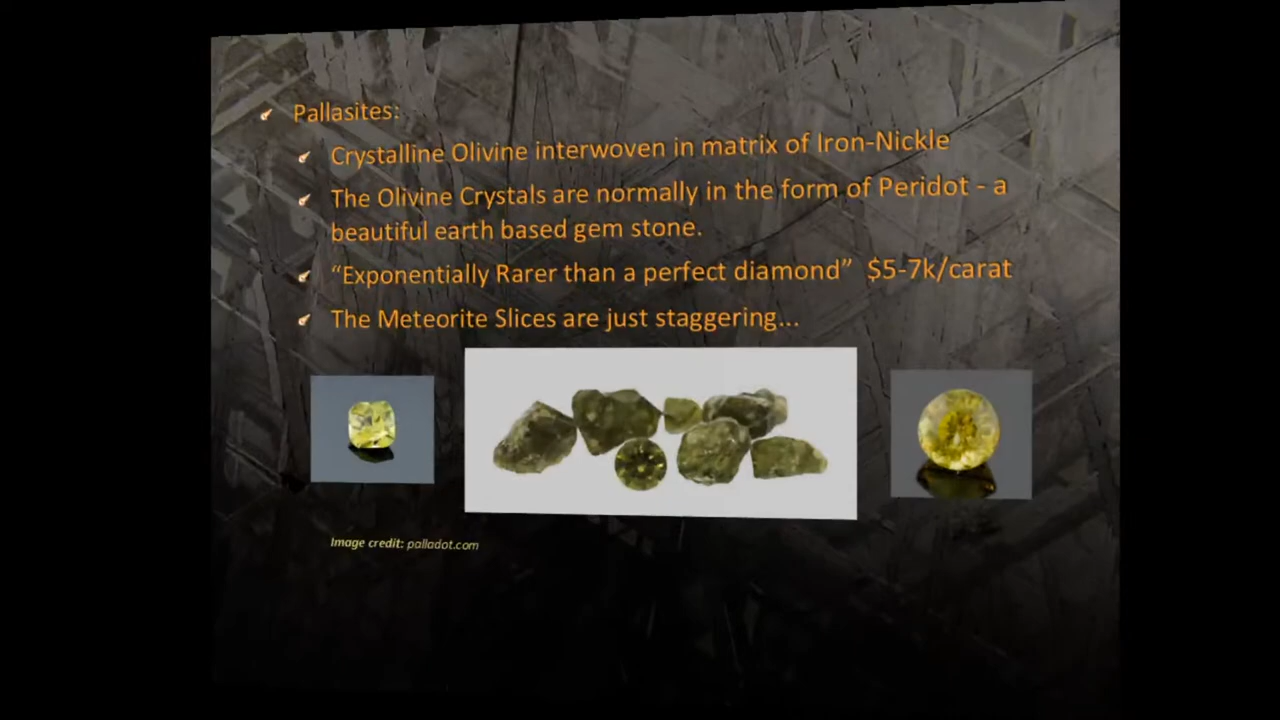 Pallasites:
Crystalline Olivine interwoven in matrix of Iron-Nickle
The Olivine Crystals are normally in the form of Peridot - a
beautiful earth based gem stone.
“Exponentially Rarer than a perfect diamond” $5-7k/carat
The Meteorite Slices are just staggering...
Image credit: palladot.com